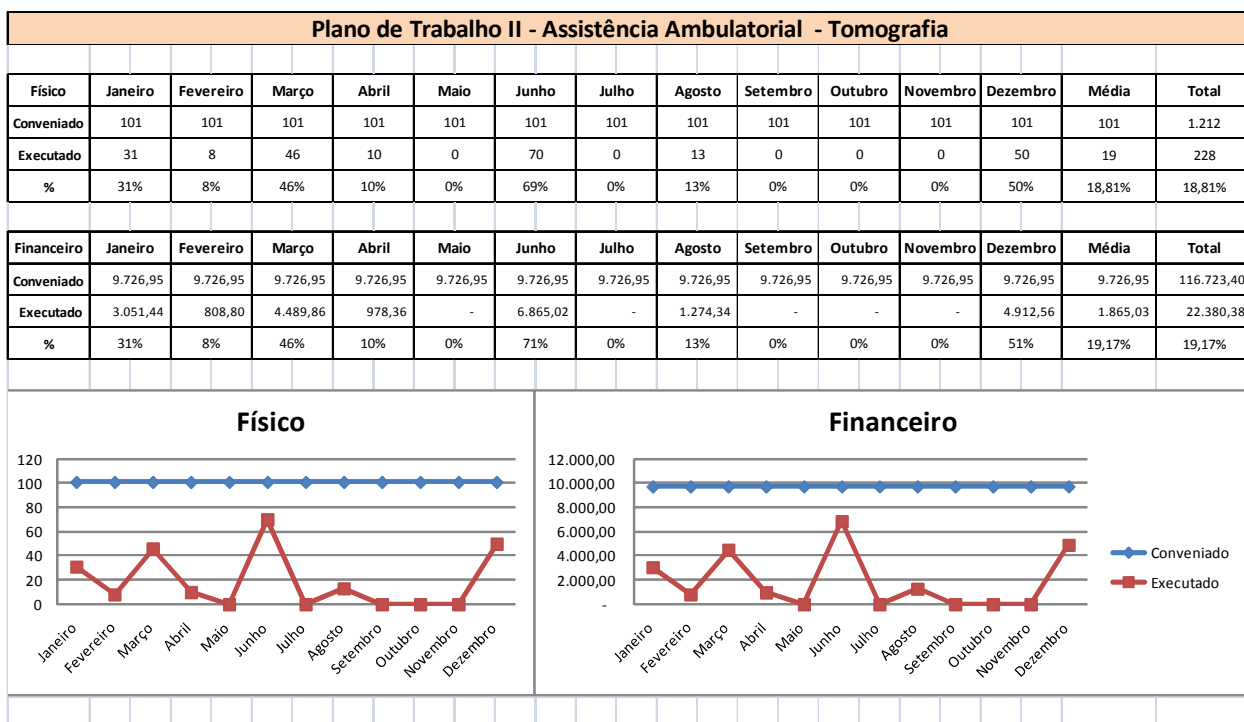 Plano de Trabalho II - Assistência Ambulatorial - Tomografia
Físico Janeiro Fevereiro Março Abril Maio Junho Julho Agosto Setembro Outubro Novembro Dezembro Média Total
Conveniado 101 101 101 101 101 101 101 101 101 101 101 101 101 1.212
Executado 31 8 46 10 0 70 0 13 0 0 0 50 19 228
% 31% 8% 46% 10% 0% 69% 0% 13% 0% 0% 0% 50% 18,81% 18,81%
Financeiro Janeiro Fevereiro Março Abril Maio Junho Julho Agosto Setembro Outubro Novembro Dezembro Média Total
Conveniado 9.726,95 9.726,95 9.726,95 9.726,95 9.726,95 9.726,95 9.726,95 9.726,95 9.726,95 9.726,95 9.726,95 9.726,95 9.726,95 116.723,40
Executado 3.051,44 808,80 4.489,86 978,36 - 6.865,02 - 1.274,34 - - - 4.912,56 1.865,03 22.380,38
% 31% 8% 46% 10% 0% 71% 0% 13% 0% 0% 0% 51% 19,17% 19,17%
Físico
120
100
80
60
40
20
0
Janeiro Fevereiro Março Abril Maio Junho Julho Agosto Setembro Outubro Novembro Dezembro
Financeiro
12.000,00
10.000,00
8.000,00
6.000,00
4.000,00
2.000,00
-
Janeiro Fevereiro Março Abril Maio Junho Julho Agosto Setembro Outubro Novembro Dezembro
Conveniado
Executado